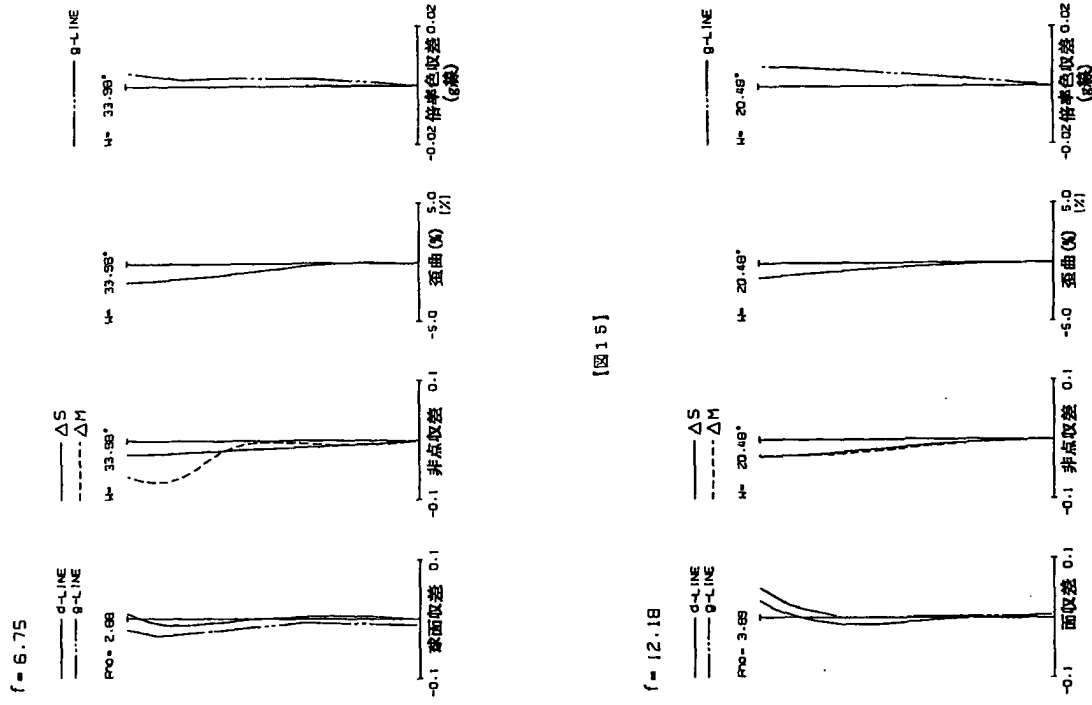 f= 6.75
d-LINE
g-LINE
Fno= 2.88
-0.1 球面収差 0.1
ΔS
ΔM
W= 33.98°
-0.1 非点収差 0.1
W= 33.98°
-5.0 歪曲(%) 5.0
[%]
g-LINE
W= 33.98°
-0.02 倍率色収差 0.02
(g線)
[図15]
f= 12.18
d-LINE
g-LINE
Fno= 3.89
-0.1 面収差 0.1
ΔS
ΔM
W= 20.48°
-0.1 非点収差 0.1
W= 20.48°
-5.0 歪曲(%) 5.0
[%]
g-LINE
W= 20.48°
-0.02 倍率色収差 0.02
(g線)